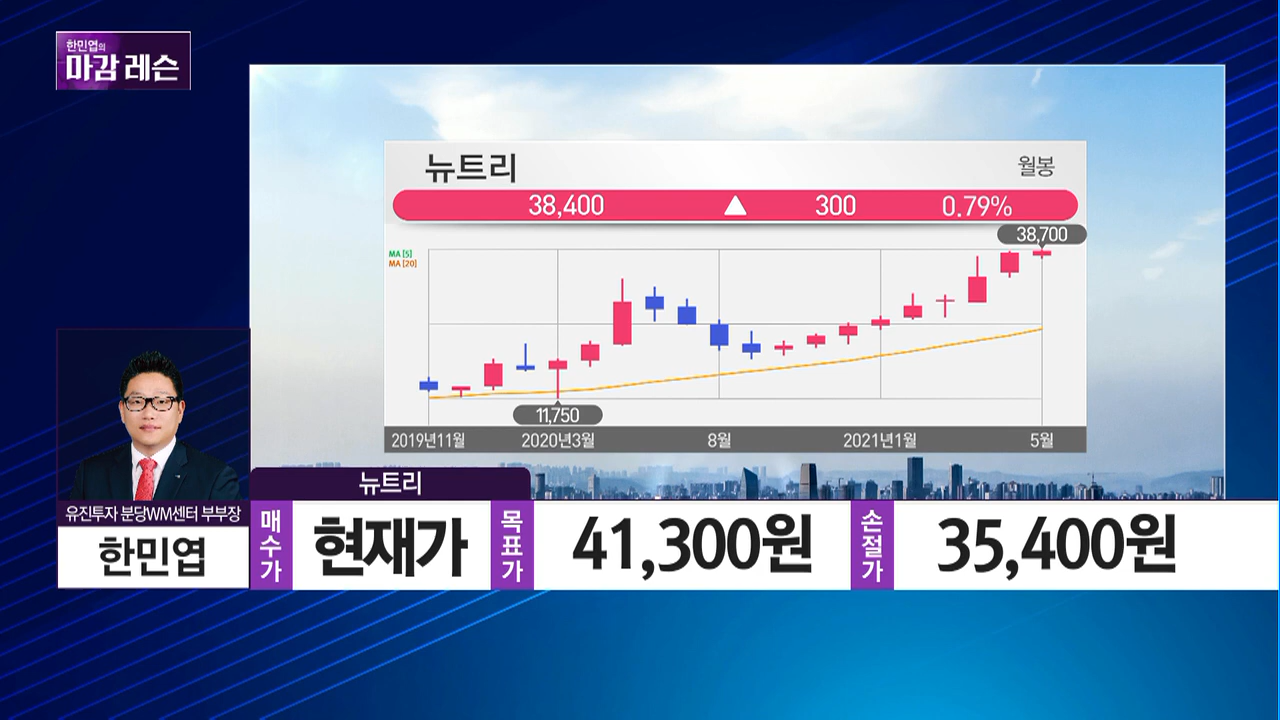 한민엽의
마감 레슨
뉴트리
월봉
38,400 ▲ 300 0.79%
38,700
MA [5]
MA [20]
11,750
2019년11월 2020년3월 8월 2021년1월 5월
유진투자 분당WM센터 부부장
한민엽
뉴트리
매수가 현재가 목표가 41,300원 손절가 35,400원